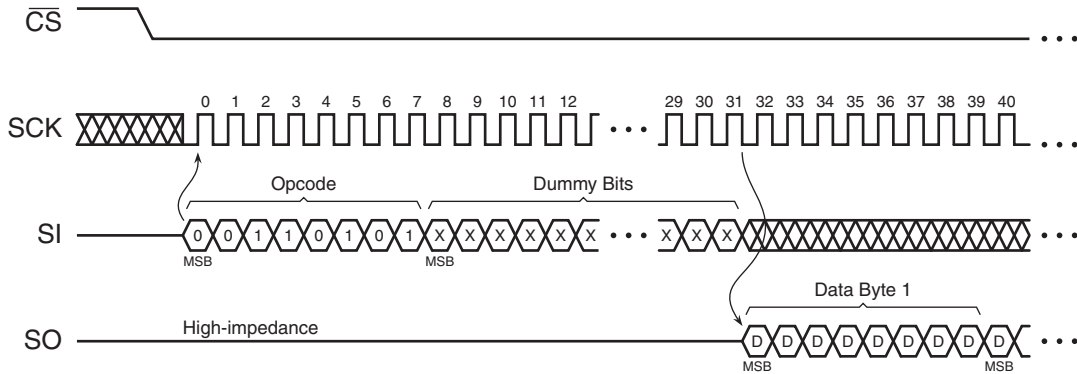 CS
• • •
0 1 2 3 4 5 6 7 8 9 10 11 12 29 30 31 32 33 34 35 36 37 38 39 40
SCK • • • • • •
Opcode Dummy Bits
SI 0 0 1 1 0 1 0 1 X X X X X X • • • X X X • • •
MSB MSB
Data Byte 1
High-impedance
SO D D D D D D D D D • • •
MSB MSB